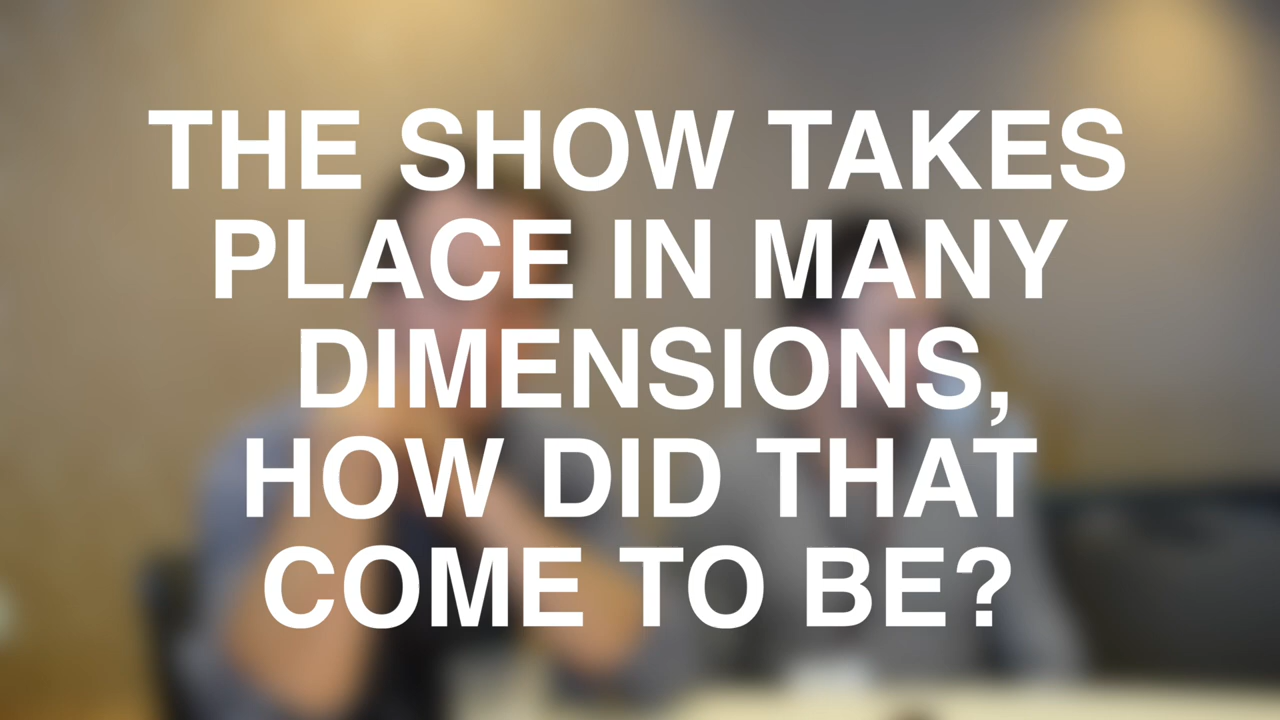 THE SHOW TAKES
PLACE IN MANY
DIMENSIONS,
HOW DID THAT
COME TO BE?